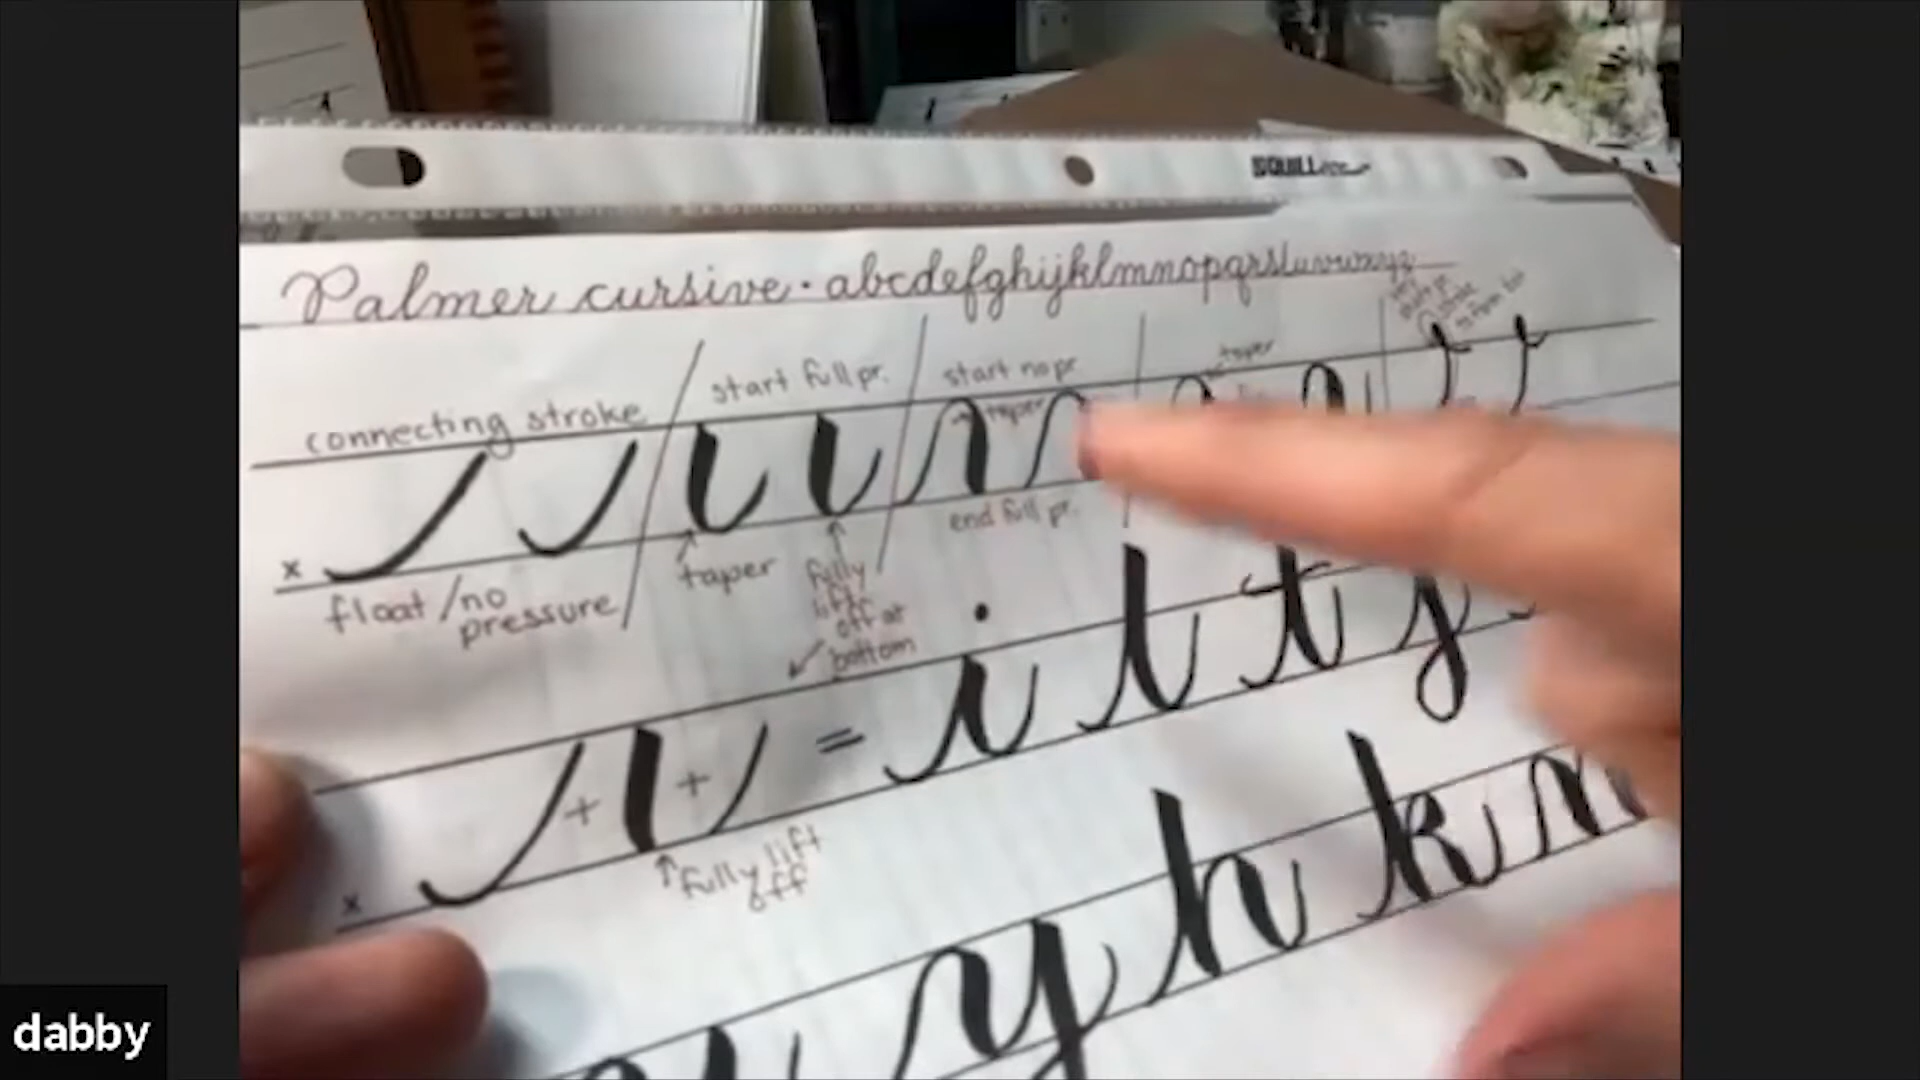 SQUILL
Palmer cursive · abcdefghijklmnopqrstuvwxyz
connecting stroke
start full pr.
start no pr.
taper
taper
float/no pressure
taper
fully
lift
off at
bottom
end full pr.
x
+ + = i l t j
x
fully lift
off
y h k n
dabby